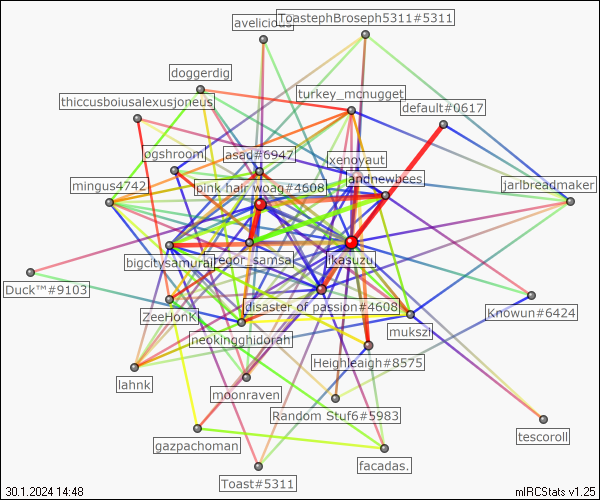 avelicious
ToastephBroseph5311#5311
doggerdig
thiccusboiusalexusjoneus
turkey_mcnugget
default#0617
ogshroom
asad#6947
xenoyaut
mingus4742
pink hair woag#4608
andnewbces
jarlbreadmaker
bigcitysamurai
gregor_samsa
ikasuzu
Duck™#9103
ZeeHonK
disaster of passion#4608
Knowun#6424
neokingghidorah
mukszi
Heighleaigh#8575
lahnk
moonraven
Random Stuf6#5983
tescoroll
gazpachoman
facadas.
Toast#5311
30.1.2024 14:48
mIRCStats v1.25